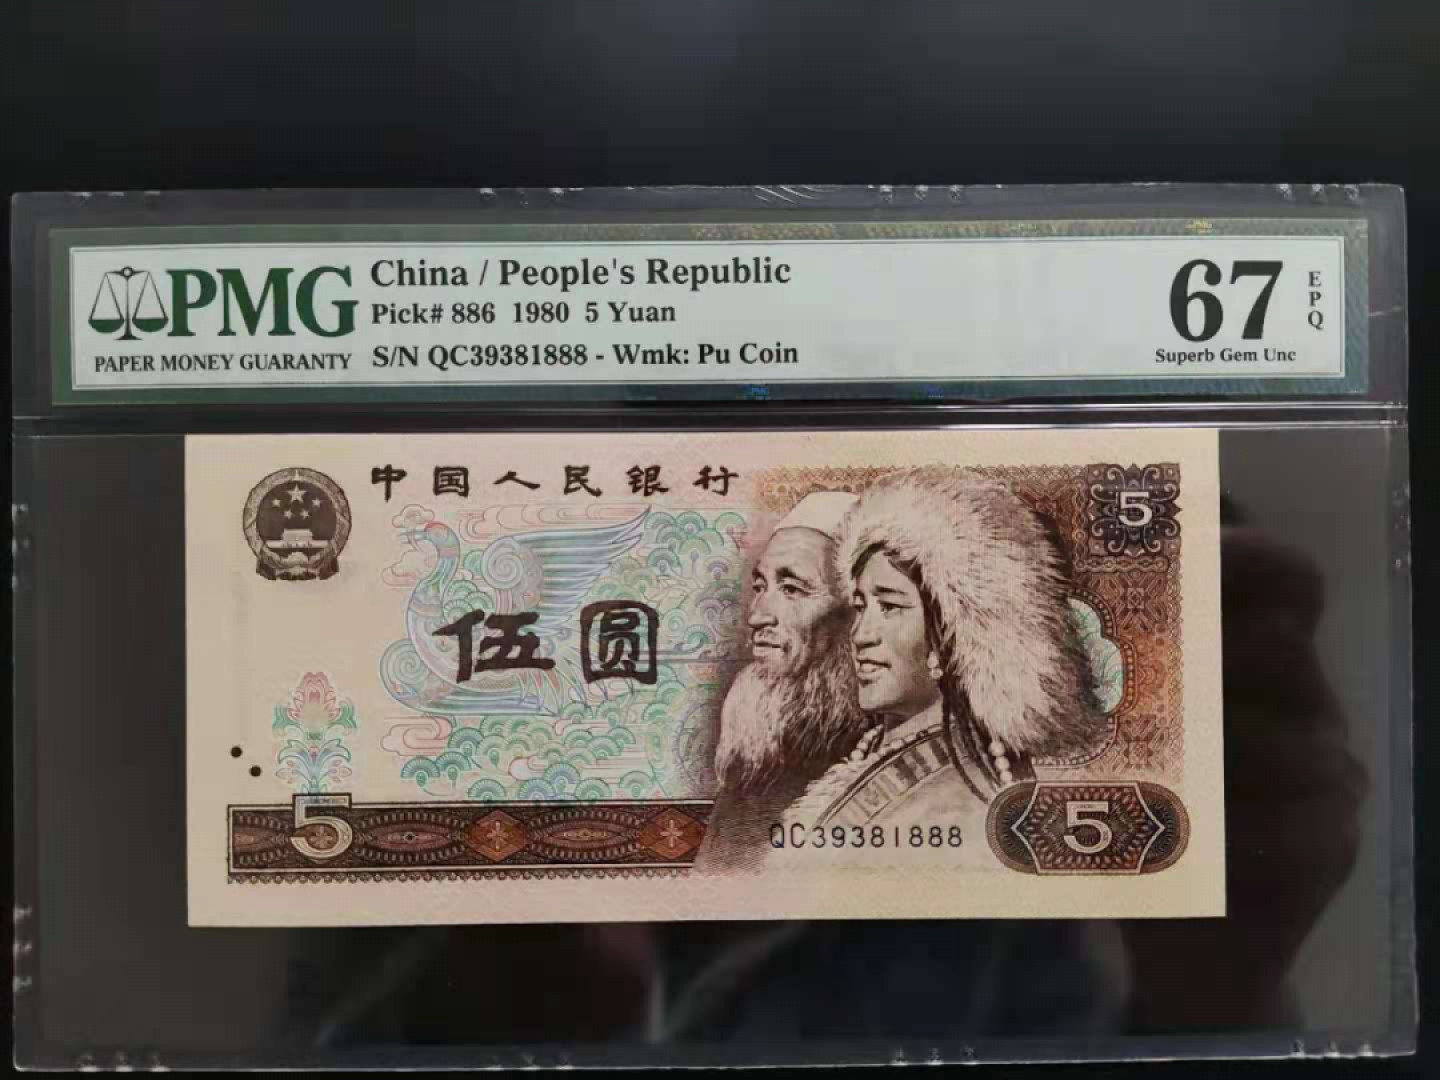 PMG
PAPER MONEY GUARANTY
China / People's Republic
Pick# 886 1980 5 Yuan
S/N QC39381888 - Wmk: Pu Coin
67
EPQ
Superb Gem Unc
中国人民银行
5
伍圆
5
QC39381888
5